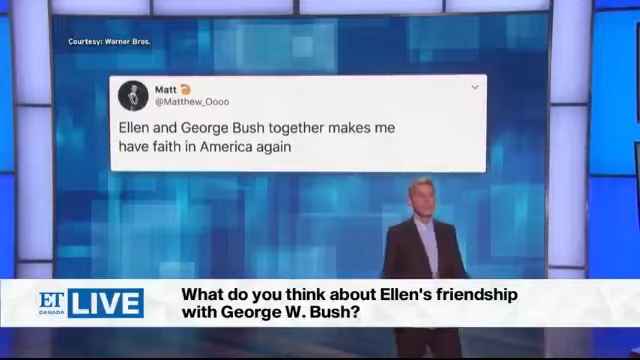 Courtesy: Warner Bros.
Matt
@Matthew_Oooo
Ellen and George Bush together makes me
have faith in America again
ET LIVE
CANADA
What do you think about Ellen's friendship
with George W. Bush?